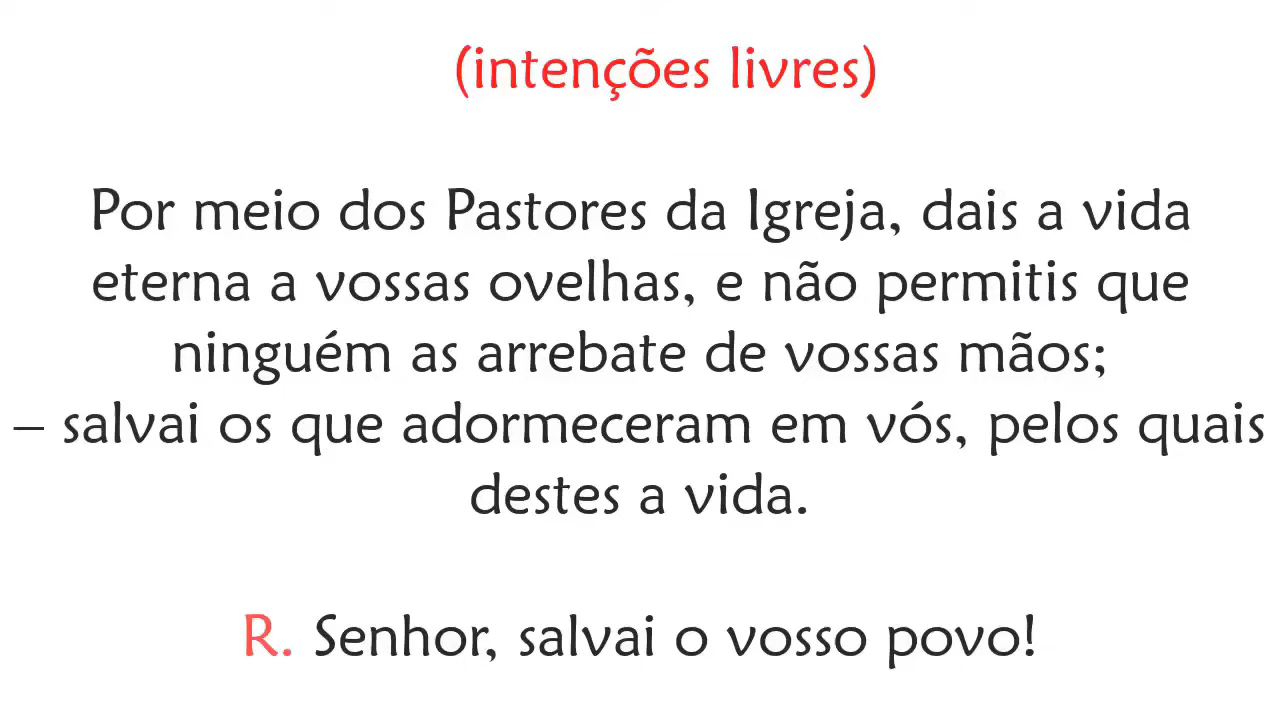 (intenções livres)
Por meio dos Pastores da Igreja, dais a vida
eterna a vossas ovelhas, e não permitis que
ninguém as arrebate de vossas mãos;
– salvai os que adormeceram em vós, pelos quais
destes a vida.
R. Senhor, salvai o vosso povo!